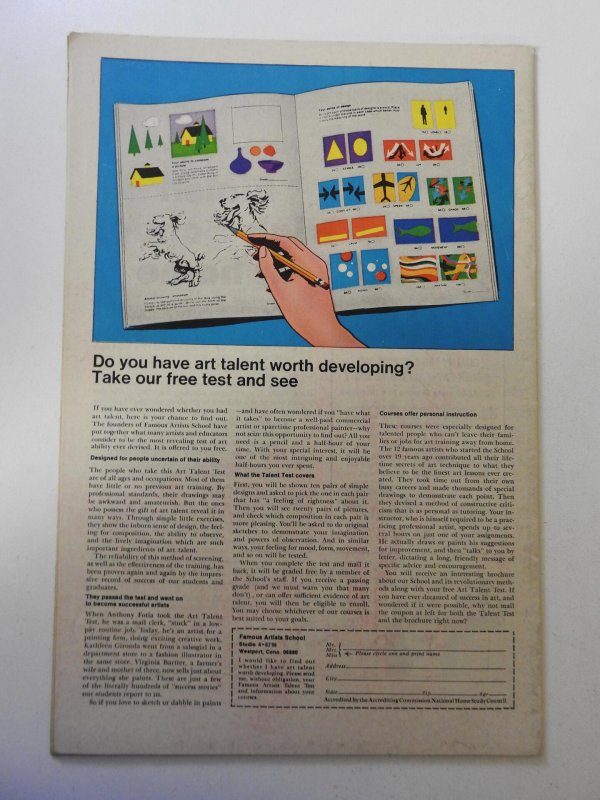 Your sense of design
Your ability to compose
a picture
Do you have art talent worth developing?
Take our free test and see
If you have ever wondered whether you had
art talent, here is your chance to find out.
The founders of Famous Artists School have
put together what many artists and educators
consider to be the most revealing test of art
ability ever devised. It is offered to you free.
Designed for people uncertain of their ability
The people who take this Art Talent Test
are of all ages and occupations. Most of them
have little or no previous art training. By
professional standards, their drawings may
be awkward and amateurish. But the ones
who possess the gift of art talent reveal it in
many ways. Through simple little exercises,
they show the inborn sense of design, the feel-
ing for composition, the ability to observe,
and the lively imagination which are such
important ingredients of art talent.
The reliability of this method of screening,
as well as the effectiveness of the training, has
been proven again and again by the impres-
sive record of success of our students and
graduates.
They passed the test and went on
to become successful artists
When Anthony Fotia took the Art Talent
Test, he was a mail clerk, "stuck" in a low-
pay routine job. Today, he's an artist for a
printing firm, doing exciting creative work.
Kathleen Gironda went from a salesgirl in a
department store to a fashion illustrator in
the same store. Virginia Bartter, a farmer's
wife and mother of three, now sells just about
everything she paints. These are just a few
of the literally hundreds of "success stories"
our students report to us.
So if you love to sketch or dabble in paints
—and have often wondered if you "have what
it takes" to become a well-paid commercial
artist or sparetime professional painter—why
not seize this opportunity to find out? All you
need is a pencil and a half-hour of your
time. With your special interest, it will be
one of the most intriguing and enjoyable
half-hours you ever spent.
What the Talent Test covers
First, you will be shown ten pairs of simple
designs and asked to pick the one in each pair
that has "a feeling of rightness" about it.
Then you will see twenty pairs of pictures,
and check which composition in each pair is
more pleasing. You'll be asked to do original
sketches to demonstrate your imagination
and powers of observation. And in similar
ways, your feeling for mood, form, movement,
and so on will be tested.
When you complete the test and mail it
back, it will be graded free by a member of
the School's staff. If you receive a passing
grade (and we must warn you that many
don't), or can offer sufficient evidence of art
talent, you will then be eligible to enroll.
You may choose whichever of our courses is
best suited to your goals.
Courses offer personal instruction
These courses were especially designed for
talented people who can't leave their fami-
lies or jobs for art training away from home.
The 12 famous artists who started the School
over 19 years ago contributed all their life-
time secrets of art technique to what they
believe to be the finest art lessons ever cre-
ated. They took time out from their own
busy careers and made thousands of special
drawings to demonstrate each point. Then
they devised a method of constructive criti-
cism that is as personal as tutoring. Your in-
structor, who is himself required to be a prac-
ticing professional artist, spends up to sev-
eral hours on just one of your assignments.
He actually draws or paints his suggestions
for improvement, and then "talks" to you by
letter, dictating a long, friendly message of
specific advice and encouragement.
You will receive an interesting brochure
about our School and its revolutionary meth-
ods along with your free Art Talent Test. If
you have ever dreamed of success in art, and
wondered if it were possible, why not mail
the coupon at left for both the Talent Test
and the brochure right now?
Famous Artists School
Westport, Conn. 06880
I would like to find out
whether I have art talent
worth developing. Please send
me, without obligation, your
Famous Artists Talent Test
and information about your
courses.
Mr.
Mrs.
Miss
Please circle one and print name
Address
City
State Zip Age
Accredited by the Accrediting Commission National Home Study Council